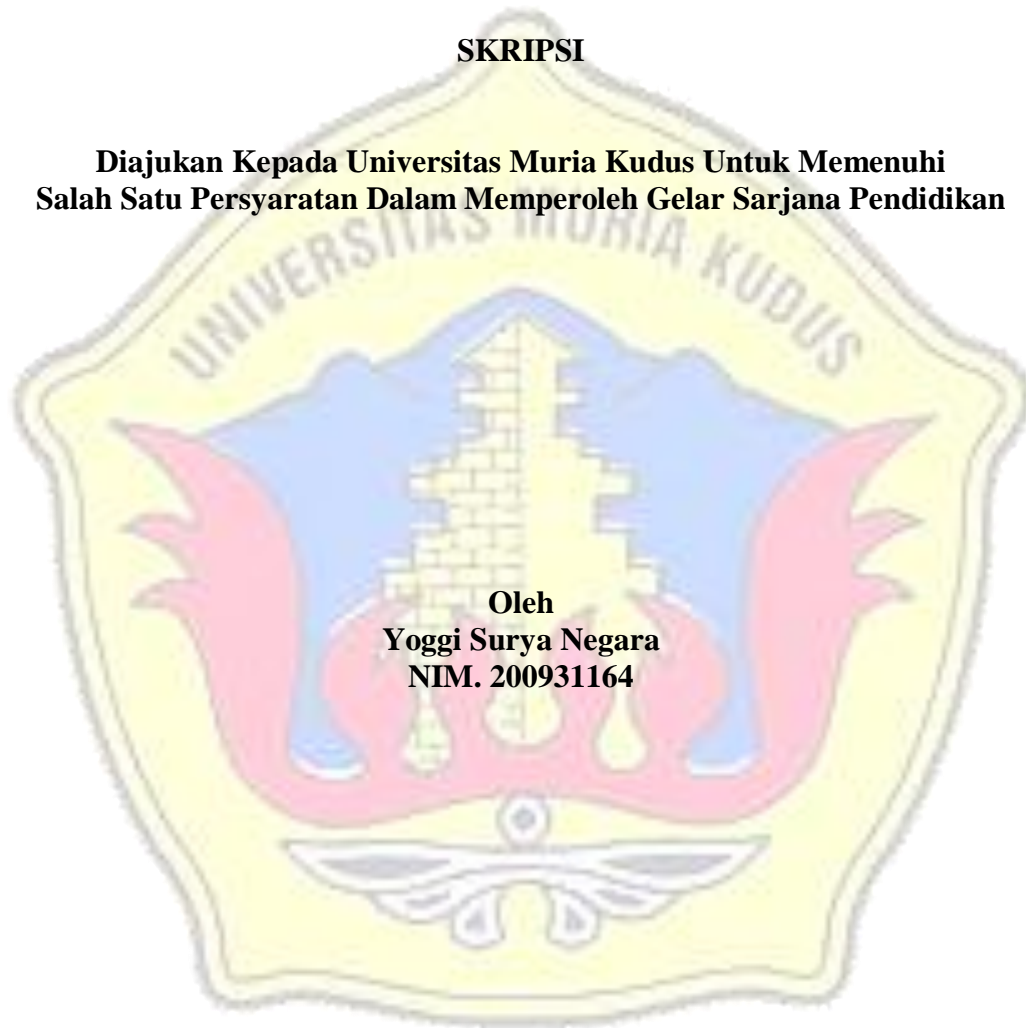 SKRIPSI
Diajukan Kepada Universitas Muria Kudus Untuk Memenuhi
Salah Satu Persyaratan Dalam Memperoleh Gelar Sarjana Pendidikan
UNIVERSITAS MURIA KUDUS
Oleh
Yoggi Surya Negara
NIM. 200931164